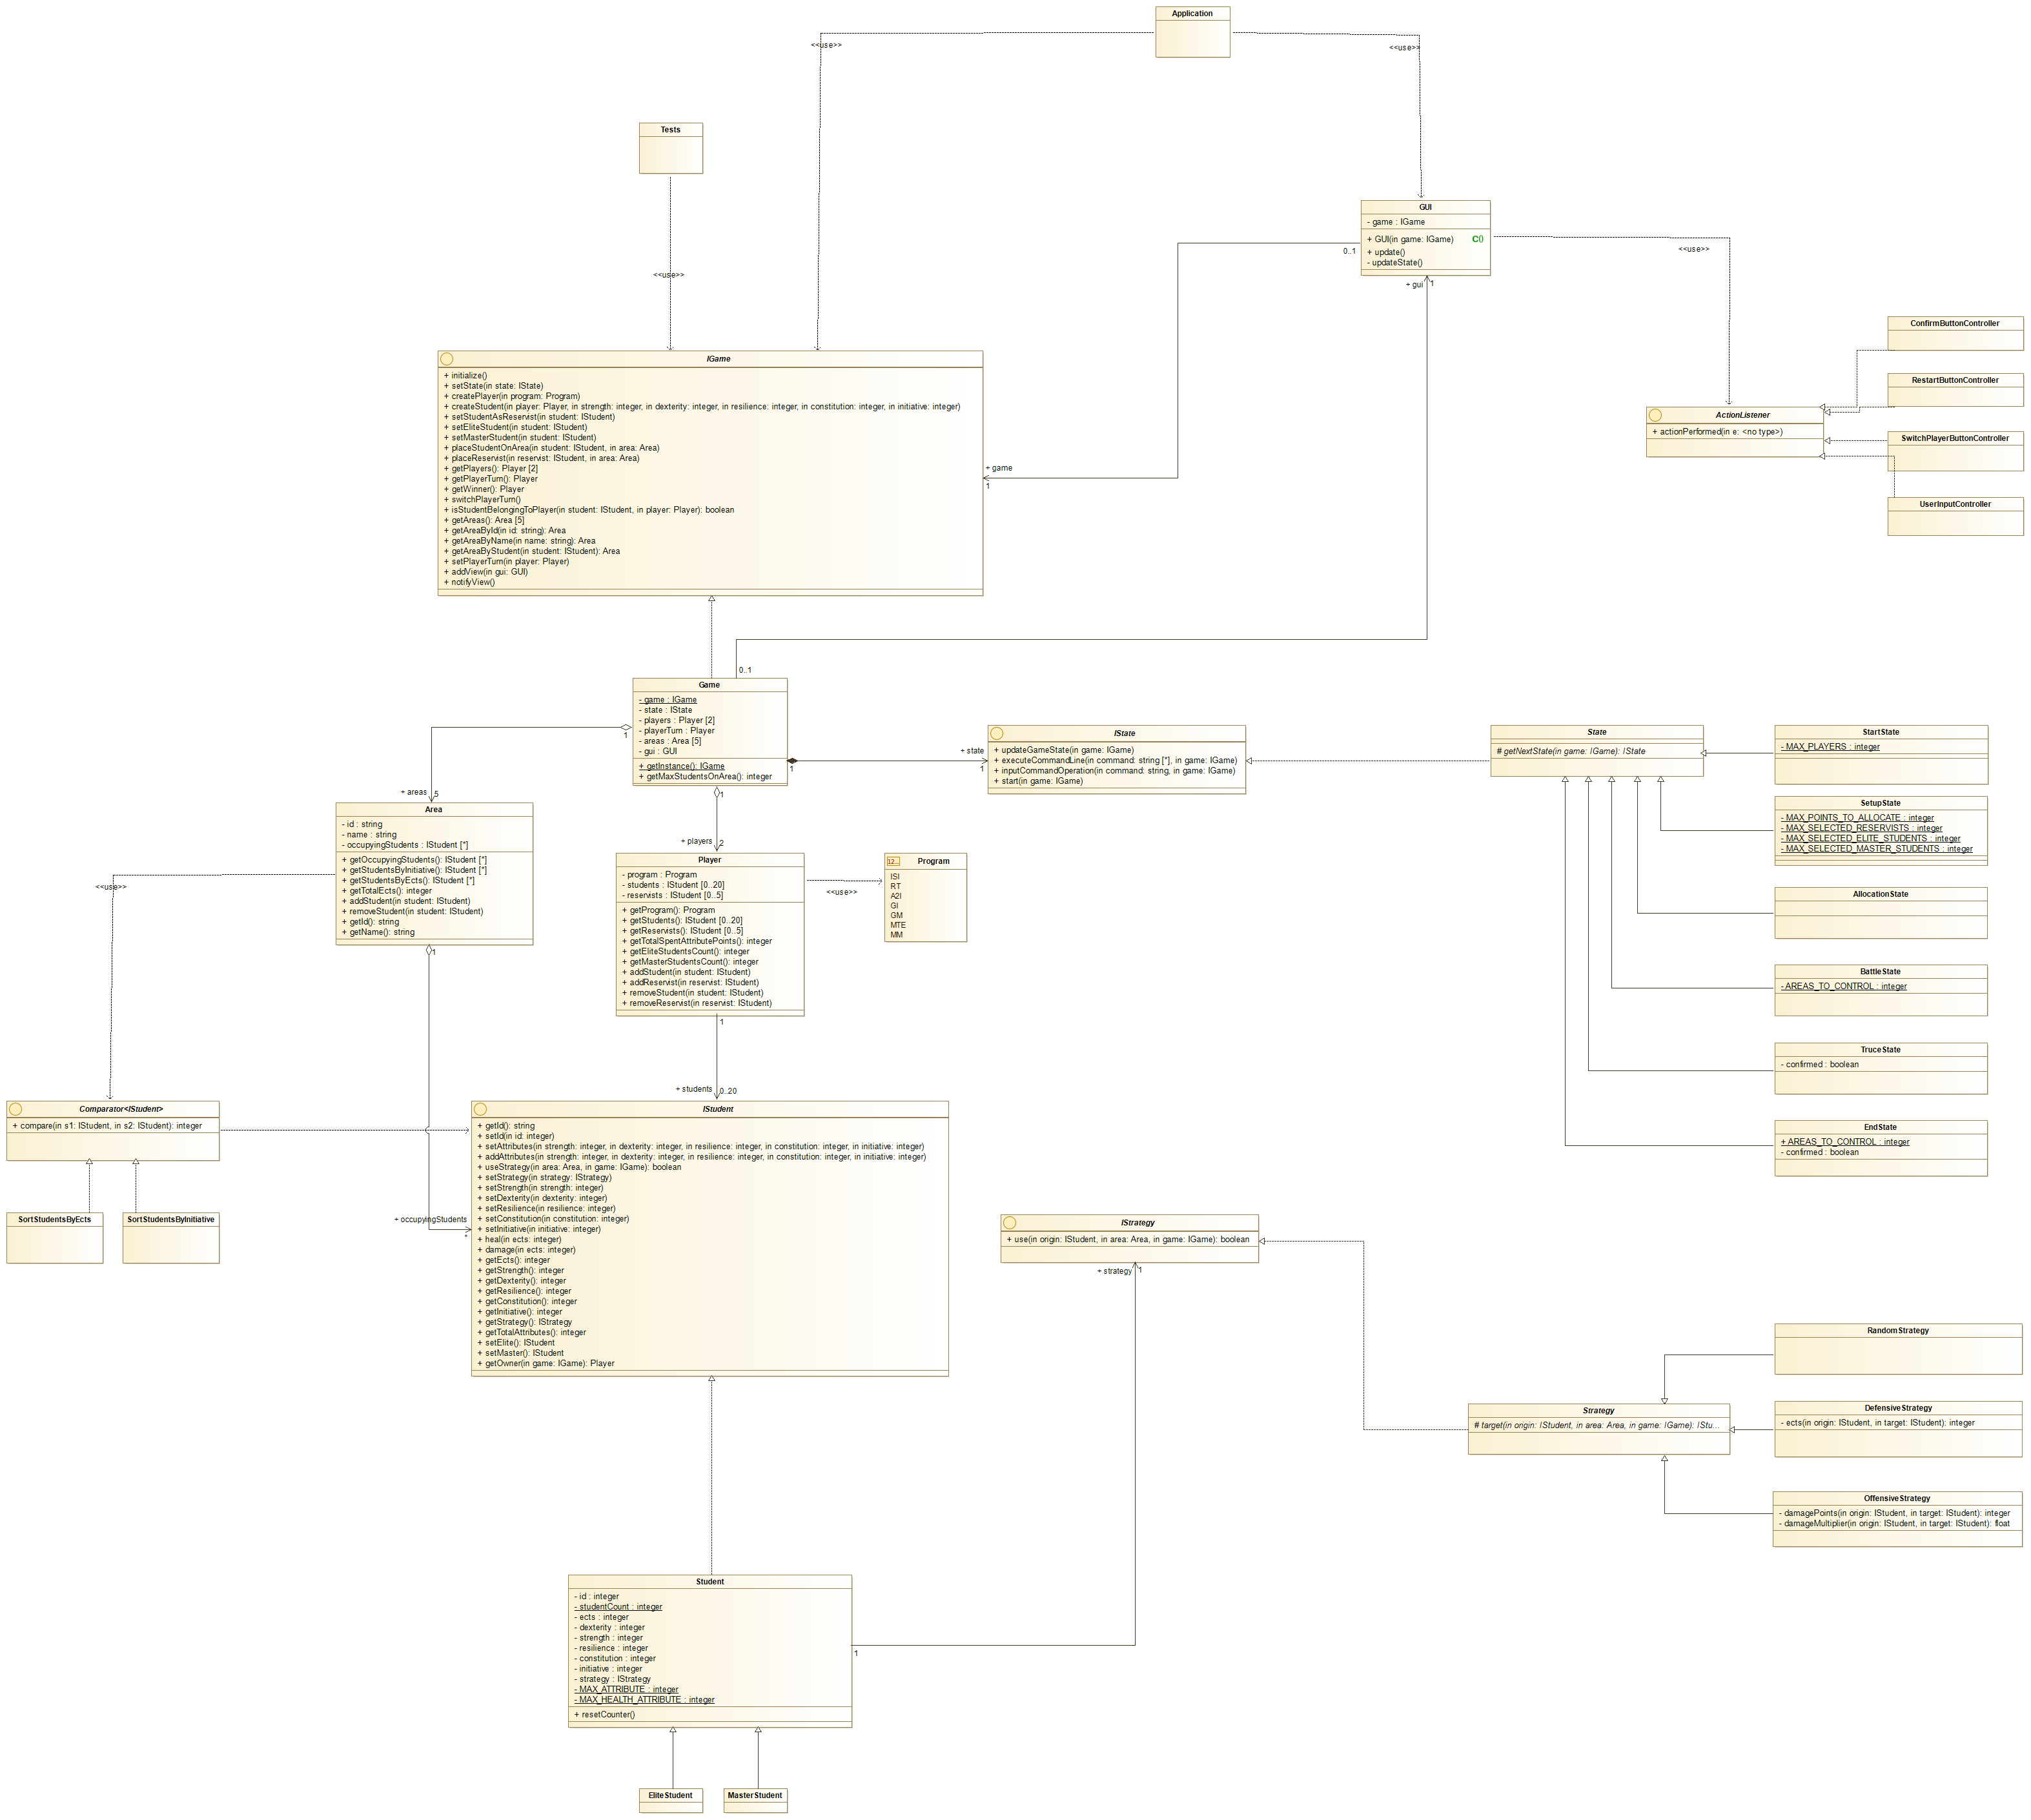 Application
<<use>>
<<use>>
Tests
<<use>>
GUI
- game : IGame
+ GUI(in game: IGame) C()
+ update()
- updateState()
0..1
+ gui
1
<<use>>
ConfirmButtonController
RestartButtonController
SwitchPlayerButtonController
UserInputController
ActionListener
+ actionPerformed(in e: <no type>)
IGame
+ initialize()
+ setState(in state: IState)
+ createPlayer(in program: Program)
+ createStudent(in player: Player, in strength: integer, in dexterity: integer, in resilience: integer, in constitution: integer, in initiative: integer)
+ setStudentAsReservist(in student: IStudent)
+ setEliteStudent(in student: IStudent)
+ setMasterStudent(in student: IStudent)
+ placeStudentOnArea(in student: IStudent, in area: Area)
+ placeReservist(in reservist: IStudent, in area: Area)
+ getPlayers(): Player [2]
+ getPlayerTurn(): Player
+ getWinner(): Player
+ switchPlayerTurn()
+ isStudentBelongingToPlayer(in student: IStudent, in player: Player): boolean
+ getAreas(): Area [5]
+ getAreaById(in id: string): Area
+ getAreaByName(in name: string): Area
+ getAreaByStudent(in student: IStudent): Area
+ setPlayerTurn(in player: Player)
+ addView(in gui: GUI)
+ notifyView()
+ game
1
0..1
Game
- game : IGame
- state : IState
- players : Player [2]
- playerTurn : Player
- areas : Area [5]
- gui : GUI
+ getInstance(): IGame
+ getMaxStudentsOnArea(): integer
1
+ areas
5
1
+ state
1
1
+ players
2
IState
+ updateGameState(in game: IGame)
+ executeCommandLine(in command: string [*], in game: IGame)
+ inputCommandOperation(in command: string, in game: IGame)
+ start(in game: IGame)
State
# getNextState(in game: IGame): IState
StartState
- MAX_PLAYERS : integer
SetupState
- MAX_POINTS_TO_ALLOCATE : integer
- MAX_SELECTED_RESERVISTS : integer
- MAX_SELECTED_ELITE_STUDENTS : integer
- MAX_SELECTED_MASTER_STUDENTS : integer
AllocationState
BattleState
- AREAS_TO_CONTROL : integer
TruceState
- confirmed : boolean
EndState
+ AREAS_TO_CONTROL : integer
- confirmed : boolean
Area
- id : string
- name : string
- occupyingStudents : IStudent [*]
+ getOccupyingStudents(): IStudent [*]
+ getStudentsByInitiative(): IStudent [*]
+ getStudentsByEcts(): IStudent [*]
+ getTotalEcts(): integer
+ addStudent(in student: IStudent)
+ removeStudent(in student: IStudent)
+ getId(): string
+ getName(): string
1
<<use>>
Player
- program : Program
- students : IStudent [0..20]
- reservists : IStudent [0..5]
+ getProgram(): Program
+ getStudents(): IStudent [0..20]
+ getReservists(): IStudent [0..5]
+ getTotalSpentAttributePoints(): integer
+ getEliteStudentsCount(): integer
+ getMasterStudentsCount(): integer
+ addStudent(in student: IStudent)
+ addReservist(in reservist: IStudent)
+ removeStudent(in student: IStudent)
+ removeReservist(in reservist: IStudent)
<<use>>
12... Program
ISI
RT
A2I
GI
GM
MTE
MM
1
+ students
0..20
Comparator<IStudent>
+ compare(in s1: IStudent, in s2: IStudent): integer
SortStudentsByEcts
SortStudentsByInitiative
+ occupyingStudents
*
IStudent
+ getId(): string
+ setId(in id: integer)
+ setAttributes(in strength: integer, in dexterity: integer, in resilience: integer, in constitution: integer, in initiative: integer)
+ addAttributes(in strength: integer, in dexterity: integer, in resilience: integer, in constitution: integer, in initiative: integer)
+ useStrategy(in area: Area, in game: IGame): boolean
+ setStrategy(in strategy: IStrategy)
+ setStrength(in strength: integer)
+ setDexterity(in dexterity: integer)
+ setResilience(in resilience: integer)
+ setConstitution(in constitution: integer)
+ setInitiative(in initiative: integer)
+ heal(in ects: integer)
+ damage(in ects: integer)
+ getEcts(): integer
+ getStrength(): integer
+ getDexterity(): integer
+ getResilience(): integer
+ getConstitution(): integer
+ getInitiative(): integer
+ getStrategy(): IStrategy
+ getTotalAttributes(): integer
+ setElite(): IStudent
+ setMaster(): IStudent
+ getOwner(in game: IGame): Player
IStrategy
+ use(in origin: IStudent, in area: Area, in game: IGame): boolean
+ strategy
1
Strategy
# target(in origin: IStudent, in area: Area, in game: IGame): IStu...
RandomStrategy
DefensiveStrategy
- ects(in origin: IStudent, in target: IStudent): integer
OffensiveStrategy
- damagePoints(in origin: IStudent, in target: IStudent): integer
- damageMultiplier(in origin: IStudent, in target: IStudent): float
Student
- id : integer
- studentCount : integer
- ects : integer
- dexterity : integer
- strength : integer
- resilience : integer
- constitution : integer
- initiative : integer
- strategy : IStrategy
- MAX_ATTRIBUTE : integer
- MAX_HEALTH_ATTRIBUTE : integer
+ resetCounter()
1
EliteStudent
MasterStudent